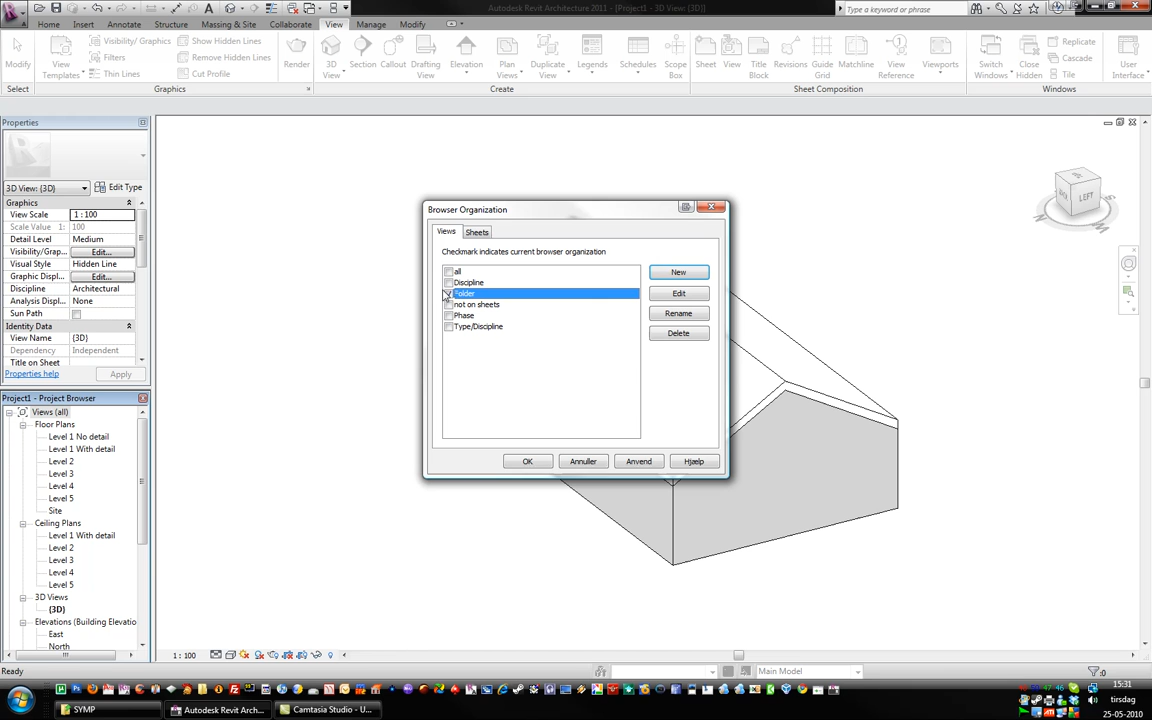 Autodesk Revit Architecture 2011 - [Project1 - 3D View: {3D}]
Type a keyword or phrase
Home Insert Annotate Structure Massing & Site Collaborate View Manage Modify
Modify
View Templates
Visibility/ Graphics
Filters
Thin Lines
Show Hidden Lines
Remove Hidden Lines
Cut Profile
Render
3D View
Section
Callout
Drafting View
Elevation
Plan Views
Duplicate View
Legends
Schedules
Scope Box
Sheet
View
Title Block
Revisions
Guide Grid
Matchline
View Reference
Viewports
Switch Windows
Close Hidden
Replicate
Cascade
Tile
User Interface
Select Graphics Create Sheet Composition Windows
Properties
3D View: {3D} Edit Type
Graphics
View Scale 1 : 100
Scale Value 1: 100
Detail Level Medium
Visibility/Grap... Edit...
Visual Style Hidden Line
Graphic Displ... Edit...
Discipline Architectural
Analysis Displ... None
Sun Path
Identity Data
View Name {3D}
Dependency Independent
Title on Sheet
Properties help Apply
Project1 - Project Browser
Views (all)
Floor Plans
Level 1 No detail
Level 1 With detail
Level 2
Level 3
Level 4
Level 5
Site
Ceiling Plans
Level 1 With detail
Level 2
Level 3
Level 4
Level 5
3D Views
{3D}
Elevations (Building Elevatio
East
North
Browser Organization
Views Sheets
Checkmark indicates current browser organization
all
Discipline
Folder
not on sheets
Phase
Type/Discipline
New
Edit
Rename
Delete
OK Annuller Anvend Hjælp
LEFT
1 : 100
Ready
Main Model
:0
SYMP
Autodesk Revit Arch...
Camtasia Studio - U...
15:31
tirsdag
25-05-2010